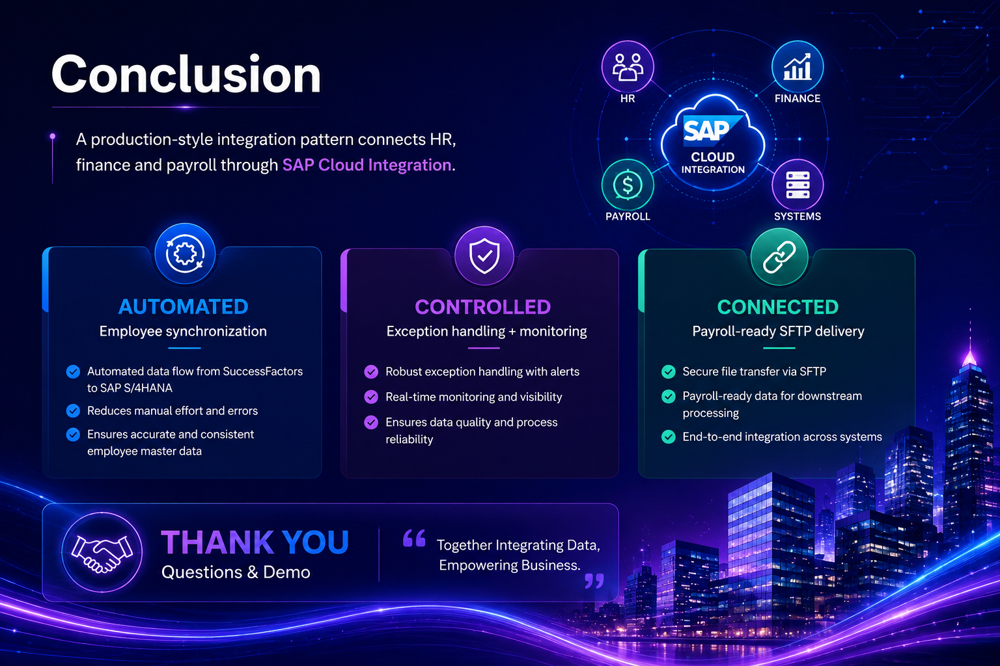 Conclusion
A production-style integration pattern connects HR,
finance and payroll through SAP Cloud Integration.
HR
FINANCE
SAP
CLOUD
INTEGRATION
PAYROLL
SYSTEMS
AUTOMATED
Employee synchronization
Automated data flow from SuccessFactors
to SAP S/4HANA
Reduces manual effort and errors
Ensures accurate and consistent
employee master data
CONTROLLED
Exception handling + monitoring
Robust exception handling with alerts
Real-time monitoring and visibility
Ensures data quality and process
reliability
CONNECTED
Payroll-ready SFTP delivery
Secure file transfer via SFTP
Payroll-ready data for downstream
processing
End-to-end integration across systems
THANK YOU
Questions & Demo
“ Together Integrating Data,
Empowering Business. ”